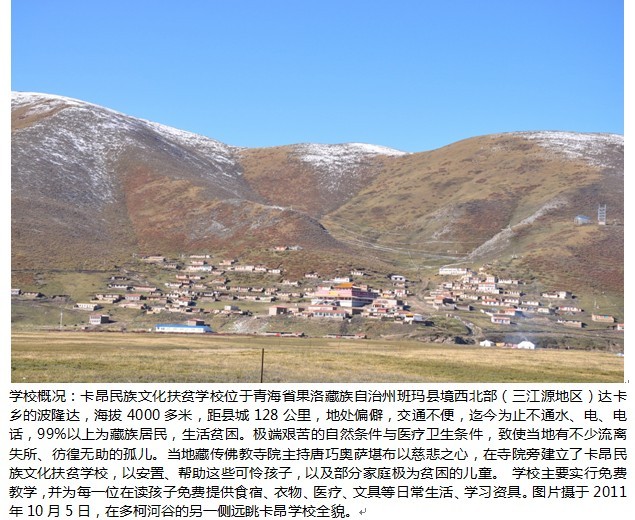 学校概况：卡昂民族文化扶贫学校位于青海省果洛藏族自治州班玛县境西北部（三江源地区）达卡
乡的波隆达，海拔 4000 多米，距县城 128 公里，地处偏僻，交通不便，迄今为止不通水、电、电
话，99%以上为藏族居民，生活贫困。极端艰苦的自然条件与医疗卫生条件，致使当地有不少流离
失所、彷徨无助的孤儿。当地藏传佛教寺院主持唐巧奥萨堪布以慈悲之心，在寺院旁建立了卡昂民
族文化扶贫学校，以安置、帮助这些可怜孩子，以及部分家庭极为贫困的儿童。 学校主要实行免费
教学，并为每一位在读孩子免费提供食宿、衣物、医疗、文具等日常生活、学习资具。图片摄于 2011
年 10 月 5 日，在多柯河谷的另一侧远眺卡昂学校全貌。